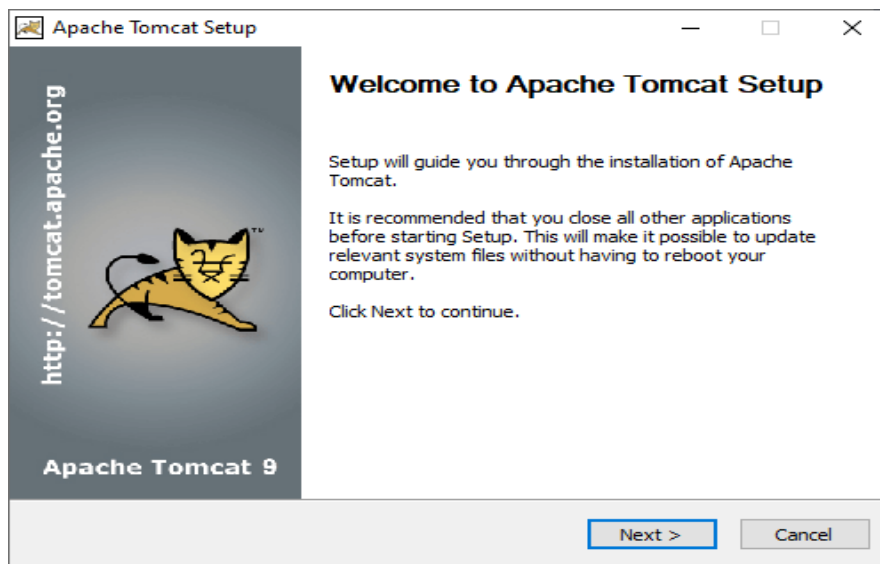 Apache Tomcat Setup
http://tomcat.apache.org
Apache Tomcat 9
Welcome to Apache Tomcat Setup
Setup will guide you through the installation of Apache
Tomcat.
It is recommended that you close all other applications
before starting Setup. This will make it possible to update
relevant system files without having to reboot your
computer.
Click Next to continue.
Next >
Cancel
TM